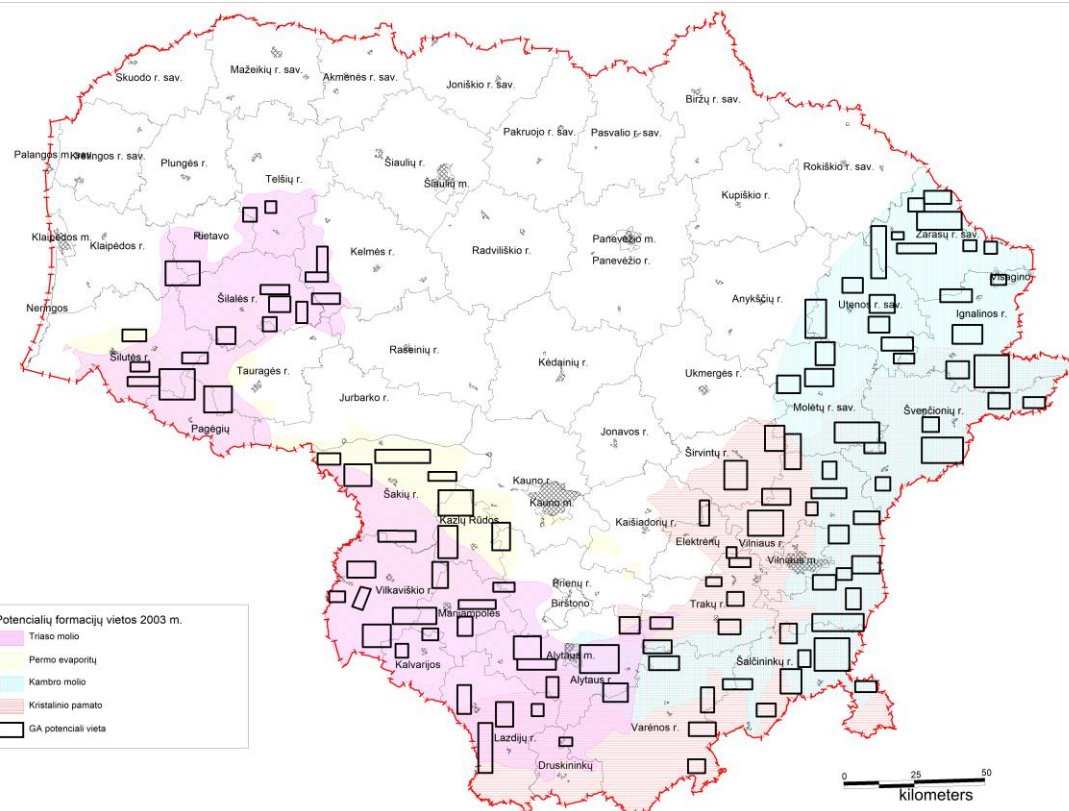 Skuodo r. sav.
Mažeikių r. sav.
Akmenės r. sav.
Joniškio r. sav.
Biržų r. sav.
Pakruojo r. sav.
Pasvalio r. sav.
Palangos m. sav.
Kretingos r. sav.
Plungės r.
Šiaulių r.
Šiaulių m.
Telšių r.
Rokiškio r. sav.
Kupiškio r.
Klaipėdos m.
Klaipėdos r.
Rietavo
Kelmės r.
Radviliškio r.
Panevėžio m.
Panevėžio r.
Zarasų r. sav.
Visagino
Neringos
Šilalės r.
Anykščių r.
Utenos r. sav.
Ignalinos r.
Šilutės r.
Tauragės r.
Raseinių r.
Kėdainių r.
Ukmergės r.
Jurbarko r.
Molėtų r. sav.
Švenčionių r.
Pagėgių
Jonavos r.
Širvintų r.
Šakių r.
Kauno r.
Kauno m.
Kazlų Rūdos
Kaišiadorių r.
Elektrėnų
Vilniaus r.
Vilniaus m.
Vilkaviškio r.
Prienų r.
Birštono
Marijampolės
Trakų r.
Kalvarijos
Alytaus m.
Alytaus r.
Šalčininkų r.
Lazdijų r.
Varėnos r.
Druskininkų
Potencialių formacijų vietos 2003 m.
Triaso molio
Permo evaporitų
Kambro molio
Kristalinio pamato
GA potenciali vieta
0 25 50
kilometers